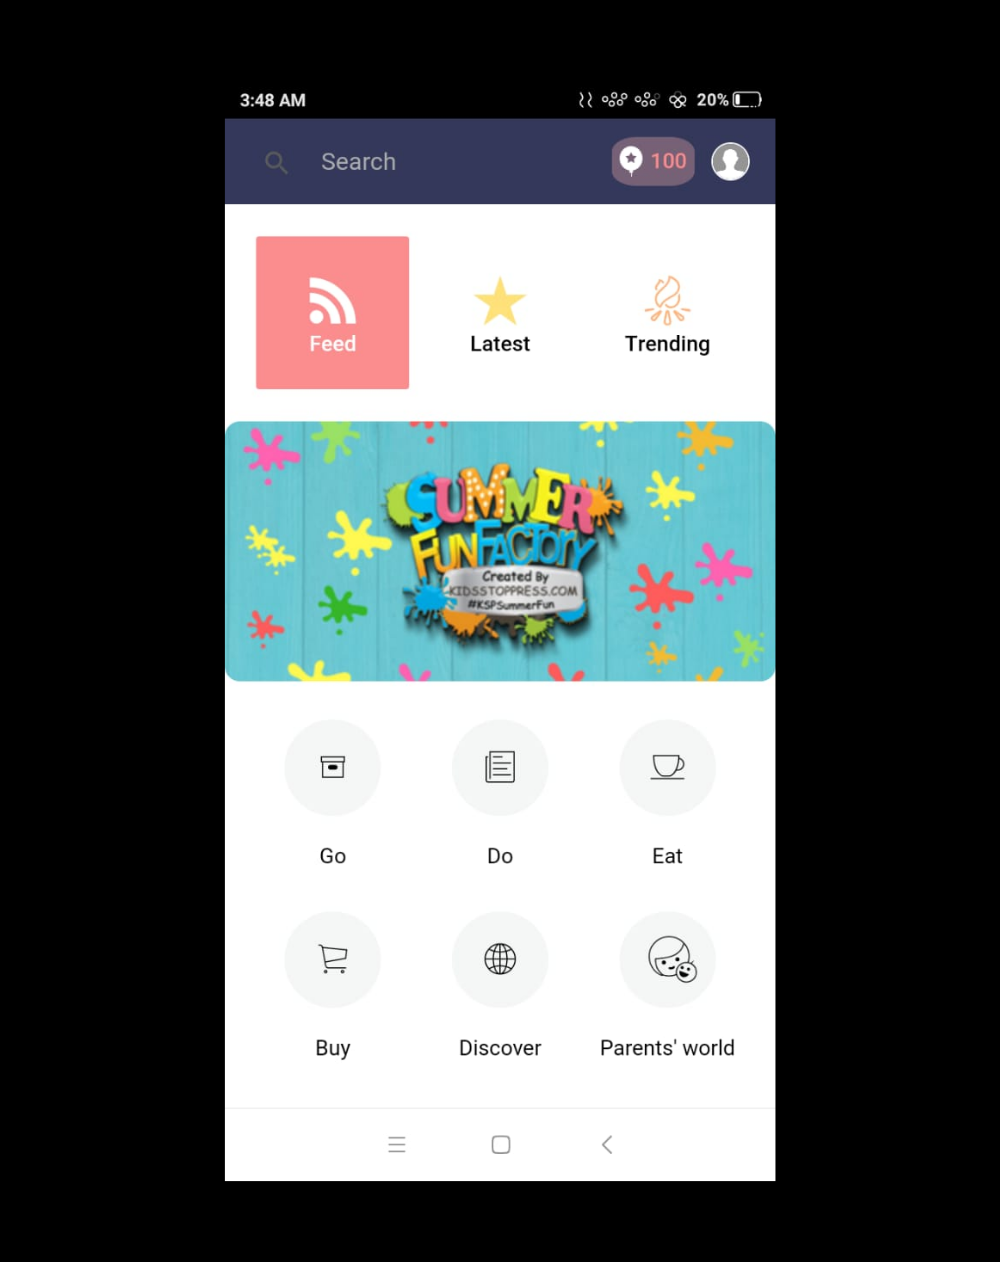 3:48 AM 20%
Search 100
Feed Latest Trending
SUMMER
FUN FACTORY
Created By
KIDSSTOPPRESS.COM
#KSPSummerFun
Go Do Eat
Buy Discover Parents' world